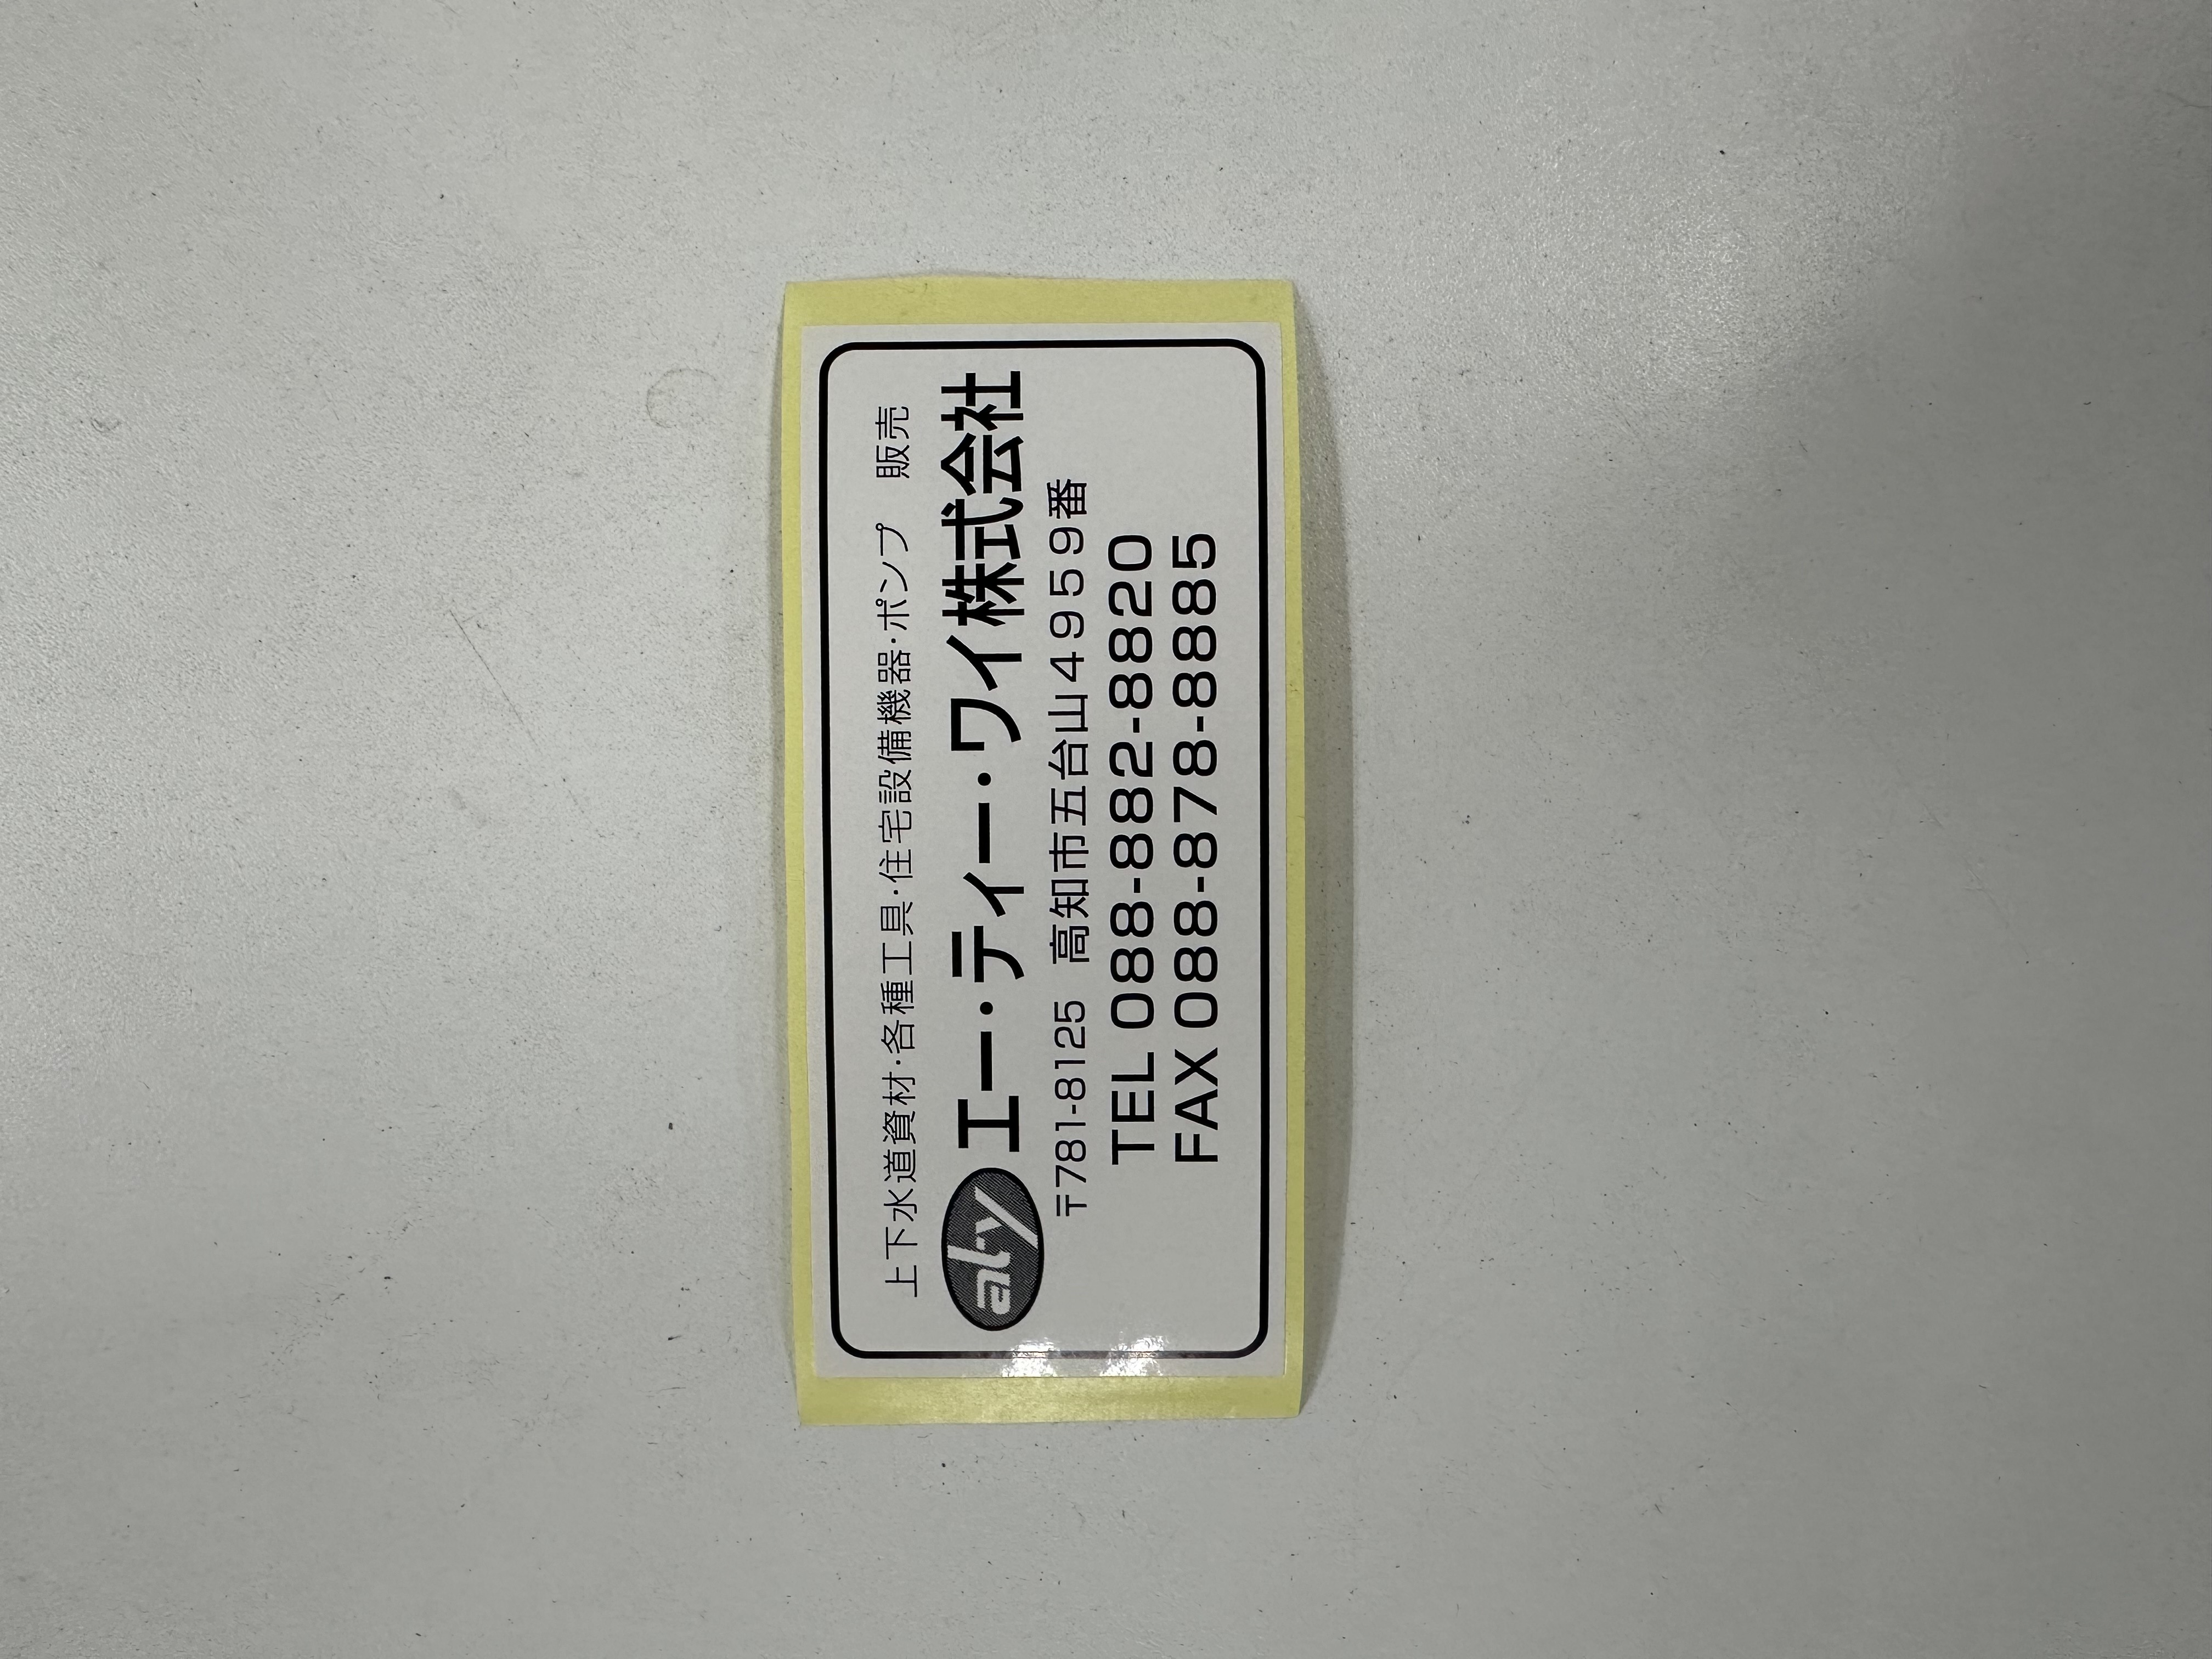 上下水道資材・各種工具・住宅設備機器・ポンプ　販売
aty エー・ティー・ワイ株式会社
〒781-8125　高知市五台山4959番
TEL 088-882-8820
FAX 088-878-8885